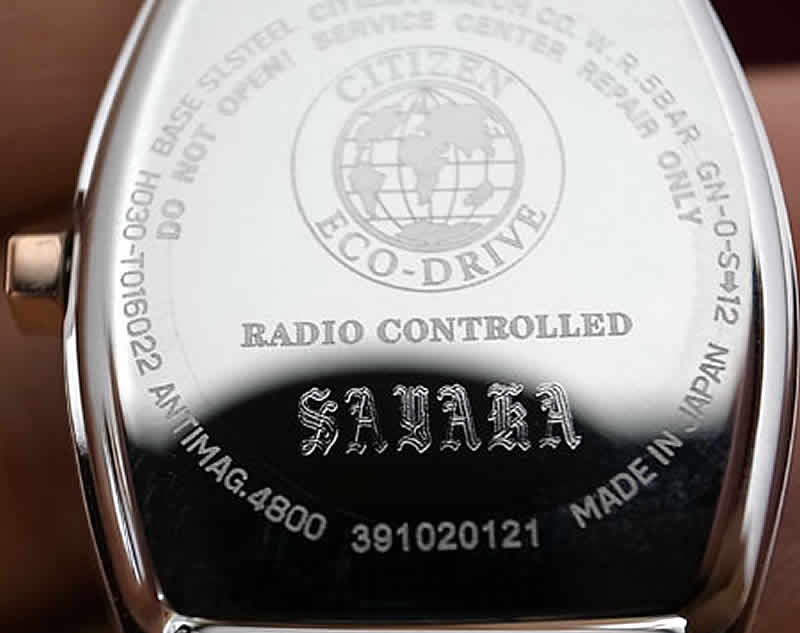 CITIZEN WATCH CO. W.R.5BAR GN-0-S⇒12
H030-T016022 BASE ST.STEEL
DO NOT OPEN! SERVICE CENTER REPAIR ONLY
CITIZEN
ECO-DRIVE
RADIO CONTROLLED
SAYAKA
ANTIMAG.4800 391020121 MADE IN JAPAN